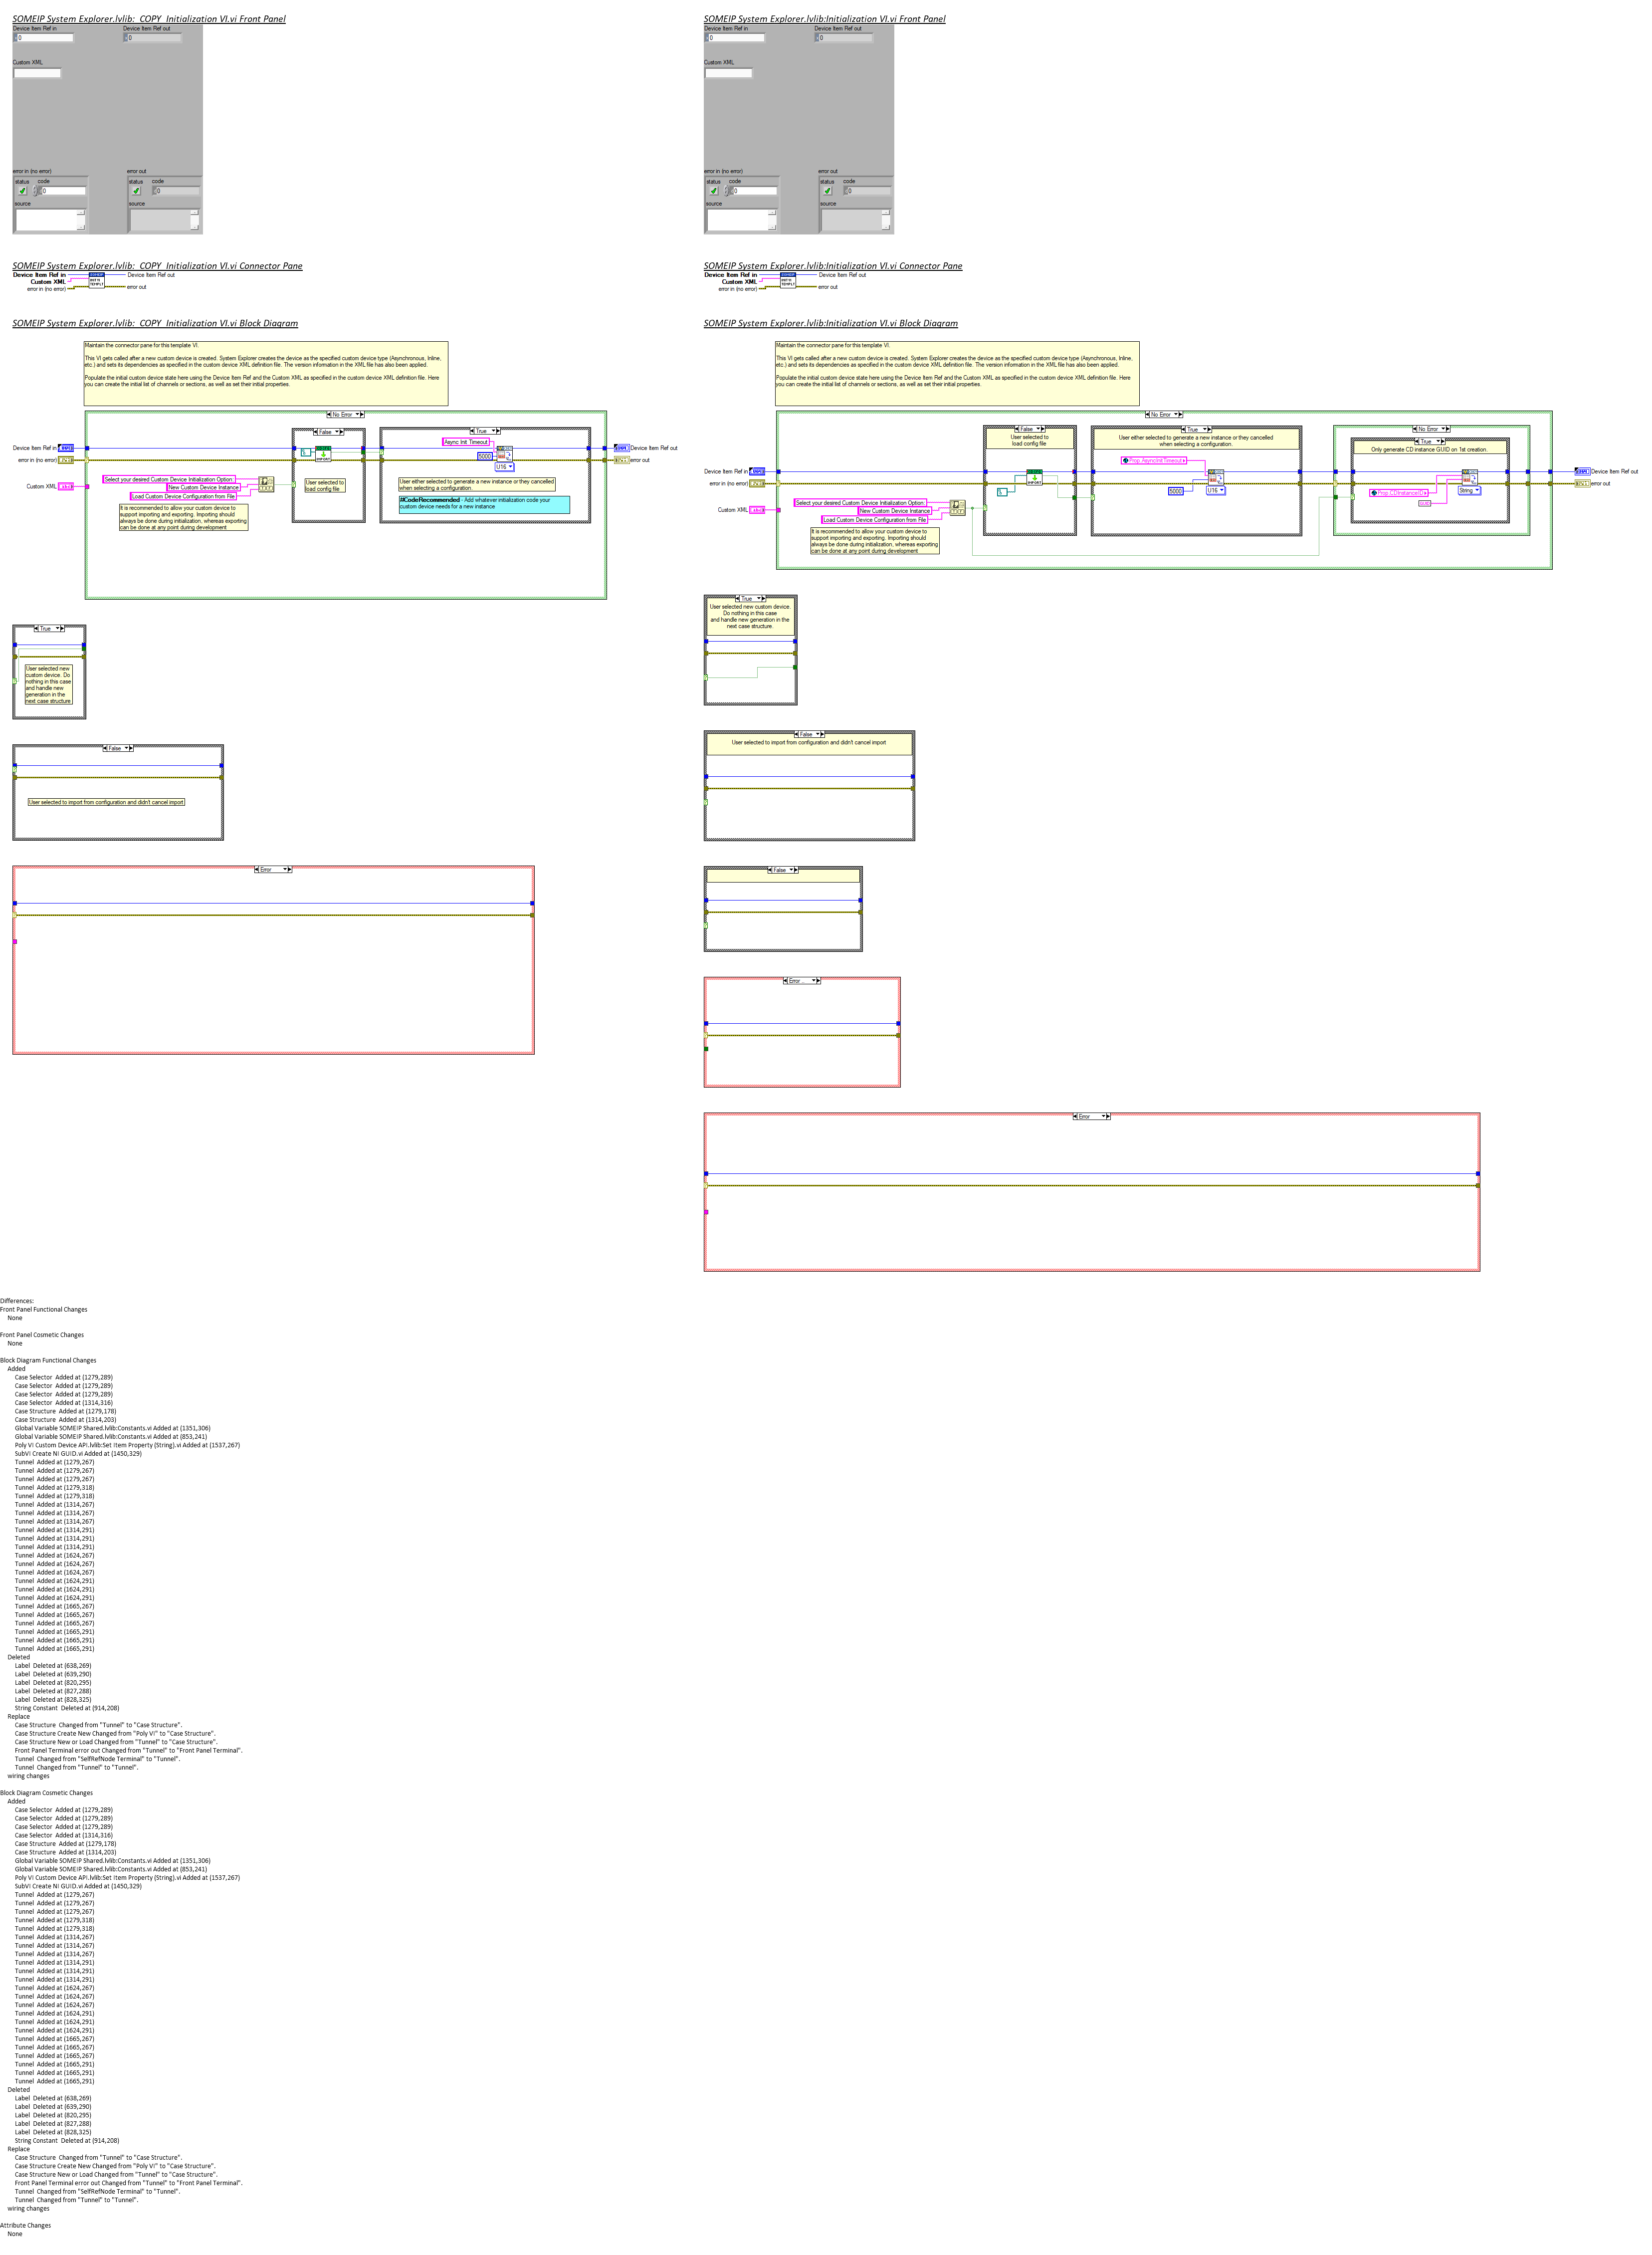 SOMEIP System Explorer.lvlib:_COPY_Initialization VI.vi Front Panel
Device Item Ref in
Device Item Ref out
0
0
Custom XML
error in (no error)
error out
status code
status code
0
0
source
source
SOMEIP System Explorer.lvlib:_COPY_Initialization VI.vi Connector Pane
Device Item Ref in
Device Item Ref out
Custom XML
error in (no error)
error out
SOMEIP System Explorer.lvlib:_COPY_Initialization VI.vi Block Diagram
Maintain the connector pane for this template VI.
This VI gets called after a new custom device is created. System Explorer creates the device as the specified custom device type (Asynchronous, Inline,
etc.) and sets its dependencies as specified in the custom device XML definition file. The version information in the XML file has also been applied.
Populate the initial custom device state here using the Device Item Ref and the Custom XML as specified in the custom device XML definition file. Here
you can create the initial list of channels or sections, as well as set their initial properties.
No Error
False
True
Async Init Timeout
Device Item Ref in
Device Item Ref out
5000
error in (no error)
error out
U16
Select your desired Custom Device Initialization Option:
User selected to
load config file
User either selected to generate a new instance or they cancelled
when selecting a configuration.
Custom XML
New Custom Device Instance
Load Custom Device Configuration from File
##CodeRecommended - Add whatever initialization code your
custom device needs for a new instance
It is recommended to allow your custom device to
support importing and exporting. Importing should
always be done during initialization, whereas exporting
can be done at any point during development
True
User selected new
custom device. Do
nothing in this case
and handle new
generation in the
next case structure
False
User selected to import from configuration and didn't cancel import
Error
SOMEIP System Explorer.lvlib:Initialization VI.vi Front Panel
Device Item Ref in
Device Item Ref out
0
0
Custom XML
error in (no error)
error out
status code
status code
0
0
source
source
SOMEIP System Explorer.lvlib:Initialization VI.vi Connector Pane
Device Item Ref in
Device Item Ref out
Custom XML
error in (no error)
error out
SOMEIP System Explorer.lvlib:Initialization VI.vi Block Diagram
Maintain the connector pane for this template VI.
This VI gets called after a new custom device is created. System Explorer creates the device as the specified custom device type (Asynchronous, Inline,
etc.) and sets its dependencies as specified in the custom device XML definition file. The version information in the XML file has also been applied.
Populate the initial custom device state here using the Device Item Ref and the Custom XML as specified in the custom device XML definition file. Here
you can create the initial list of channels or sections, as well as set their initial properties.
No Error
False
True
No Error
User selected to
load config file
User either selected to generate a new instance or they cancelled
when selecting a configuration.
True
Only generate CD instance GUID on 1st creation.
Prop.AsyncInitTimeout
Device Item Ref in
Device Item Ref out
error in (no error)
error out
5000
U16
Prop.CDInstanceID
String
GUID
Select your desired Custom Device Initialization Option:
Custom XML
New Custom Device Instance
Load Custom Device Configuration from File
It is recommended to allow your custom device to
support importing and exporting. Importing should
always be done during initialization, whereas exporting
can be done at any point during development
True
User selected new custom device.
Do nothing in this case
and handle new generation in the
next case structure.
False
User selected to import from configuration and didn't cancel import
False
Error
Error
Differences:
Front Panel Functional Changes
None
Front Panel Cosmetic Changes
None
Block Diagram Functional Changes
Added
Case Selector Added at (1279,289)
Case Selector Added at (1279,289)
Case Selector Added at (1279,289)
Case Selector Added at (1314,316)
Case Structure Added at (1279,178)
Case Structure Added at (1314,203)
Global Variable SOMEIP Shared.lvlib:Constants.vi Added at (1351,306)
Global Variable SOMEIP Shared.lvlib:Constants.vi Added at (853,241)
Poly VI Custom Device API.lvlib:Set Item Property (String).vi Added at (1537,267)
SubVI Create NI GUID.vi Added at (1450,329)
Tunnel Added at (1279,267)
Tunnel Added at (1279,267)
Tunnel Added at (1279,267)
Tunnel Added at (1279,318)
Tunnel Added at (1279,318)
Tunnel Added at (1314,267)
Tunnel Added at (1314,267)
Tunnel Added at (1314,267)
Tunnel Added at (1314,291)
Tunnel Added at (1314,291)
Tunnel Added at (1314,291)
Tunnel Added at (1624,267)
Tunnel Added at (1624,267)
Tunnel Added at (1624,267)
Tunnel Added at (1624,291)
Tunnel Added at (1624,291)
Tunnel Added at (1624,291)
Tunnel Added at (1665,267)
Tunnel Added at (1665,267)
Tunnel Added at (1665,267)
Tunnel Added at (1665,291)
Tunnel Added at (1665,291)
Tunnel Added at (1665,291)
Deleted
Label Deleted at (638,269)
Label Deleted at (639,290)
Label Deleted at (820,295)
Label Deleted at (827,288)
Label Deleted at (828,325)
String Constant Deleted at (914,208)
Replace
Case Structure Changed from "Tunnel" to "Case Structure".
Case Structure Create New Changed from "Poly VI" to "Case Structure".
Case Structure New or Load Changed from "Tunnel" to "Case Structure".
Front Panel Terminal error out Changed from "Tunnel" to "Front Panel Terminal".
Tunnel Changed from "SelfRefNode Terminal" to "Tunnel".
Tunnel Changed from "Tunnel" to "Tunnel".
wiring changes
Block Diagram Cosmetic Changes
Added
Case Selector Added at (1279,289)
Case Selector Added at (1279,289)
Case Selector Added at (1279,289)
Case Selector Added at (1314,316)
Case Structure Added at (1279,178)
Case Structure Added at (1314,203)
Global Variable SOMEIP Shared.lvlib:Constants.vi Added at (1351,306)
Global Variable SOMEIP Shared.lvlib:Constants.vi Added at (853,241)
Poly VI Custom Device API.lvlib:Set Item Property (String).vi Added at (1537,267)
SubVI Create NI GUID.vi Added at (1450,329)
Tunnel Added at (1279,267)
Tunnel Added at (1279,267)
Tunnel Added at (1279,267)
Tunnel Added at (1279,318)
Tunnel Added at (1279,318)
Tunnel Added at (1314,267)
Tunnel Added at (1314,267)
Tunnel Added at (1314,267)
Tunnel Added at (1314,291)
Tunnel Added at (1314,291)
Tunnel Added at (1314,291)
Tunnel Added at (1624,267)
Tunnel Added at (1624,267)
Tunnel Added at (1624,267)
Tunnel Added at (1624,291)
Tunnel Added at (1624,291)
Tunnel Added at (1624,291)
Tunnel Added at (1665,267)
Tunnel Added at (1665,267)
Tunnel Added at (1665,267)
Tunnel Added at (1665,291)
Tunnel Added at (1665,291)
Tunnel Added at (1665,291)
Deleted
Label Deleted at (638,269)
Label Deleted at (639,290)
Label Deleted at (820,295)
Label Deleted at (827,288)
Label Deleted at (828,325)
String Constant Deleted at (914,208)
Replace
Case Structure Changed from "Tunnel" to "Case Structure".
Case Structure Create New Changed from "Poly VI" to "Case Structure".
Case Structure New or Load Changed from "Tunnel" to "Case Structure".
Front Panel Terminal error out Changed from "Tunnel" to "Front Panel Terminal".
Tunnel Changed from "SelfRefNode Terminal" to "Tunnel".
Tunnel Changed from "Tunnel" to "Tunnel".
wiring changes
Attribute Changes
None